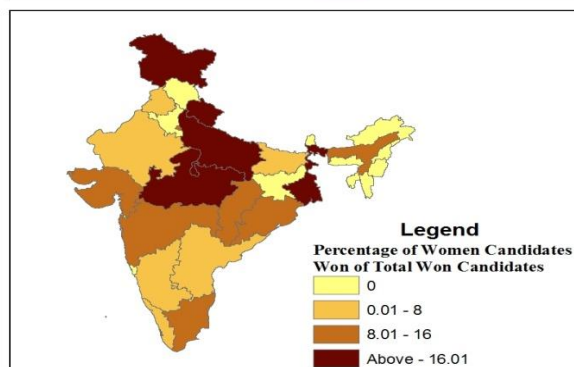 Legend
Percentage of Women Candidates
Won of Total Won Candidates
0
0.01 - 8
8.01 - 16
Above - 16.01